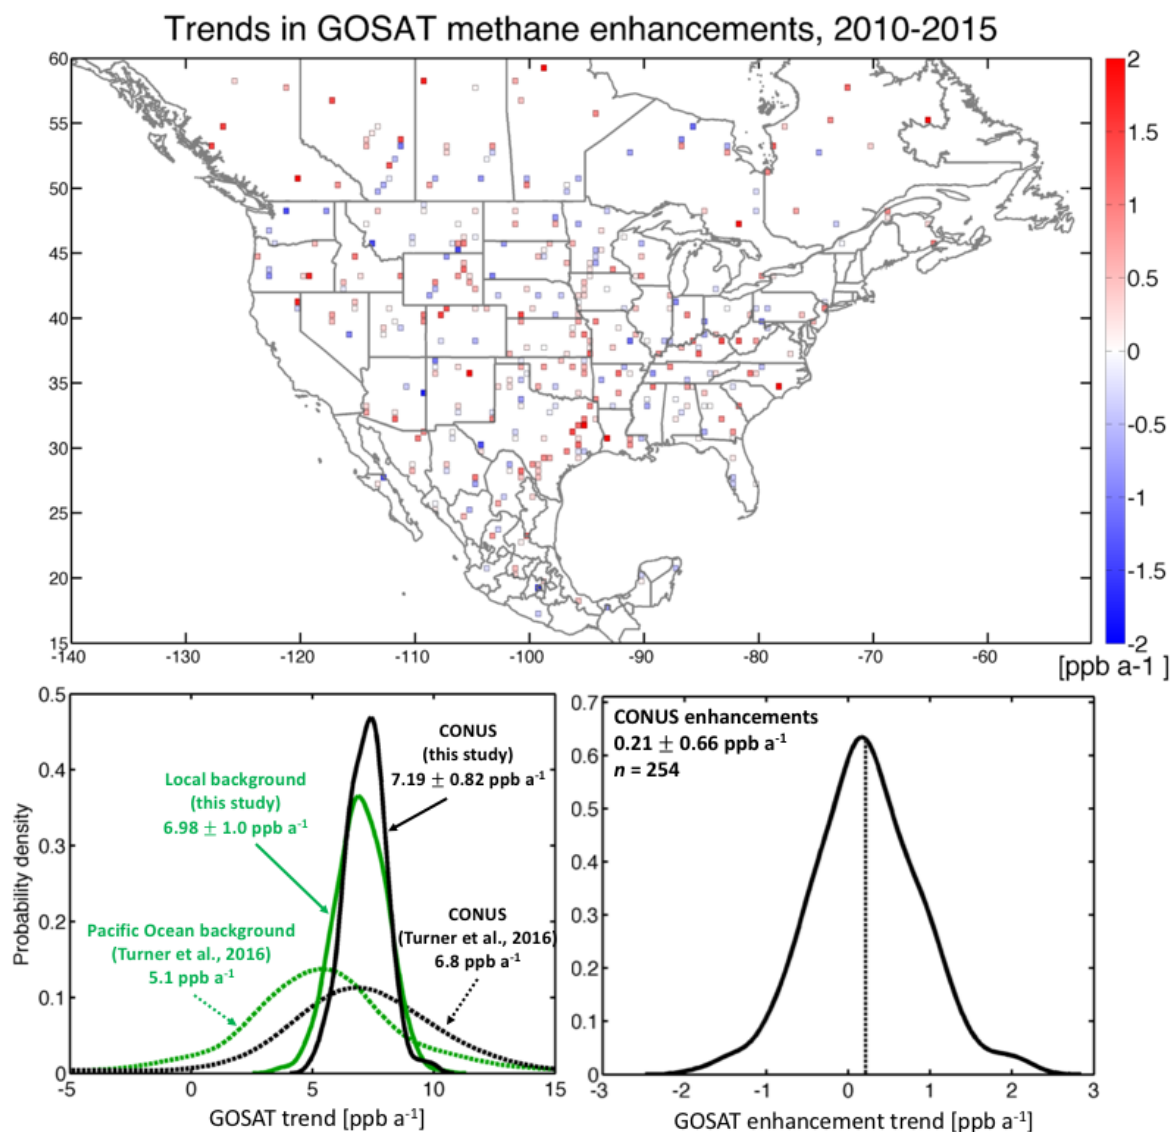 Trends in GOSAT methane enhancements, 2010-2015
60
55
50
45
40
35
30
25
20
15
-140
-130
-120
-110
-100
-90
-80
-70
-60
2
1.5
1
0.5
0
-0.5
-1
-1.5
-2
[ppb a-1 ]
0.5
0.4
0.3
0.2
0.1
0
Probability density
CONUS
(this study)
7.19 ± 0.82 ppb a⁻¹
Local background
(this study)
6.98 ± 1.0 ppb a⁻¹
Pacific Ocean background
(Turner et al., 2016)
5.1 ppb a⁻¹
CONUS
(Turner et al., 2016)
6.8 ppb a⁻¹
-5
0
5
10
15
GOSAT trend [ppb a⁻¹]
0.7
0.6
0.5
0.4
0.3
0.2
0.1
0
CONUS enhancements
0.21 ± 0.66 ppb a⁻¹
n = 254
-3
-2
-1
0
1
2
3
GOSAT enhancement trend [ppb a⁻¹]